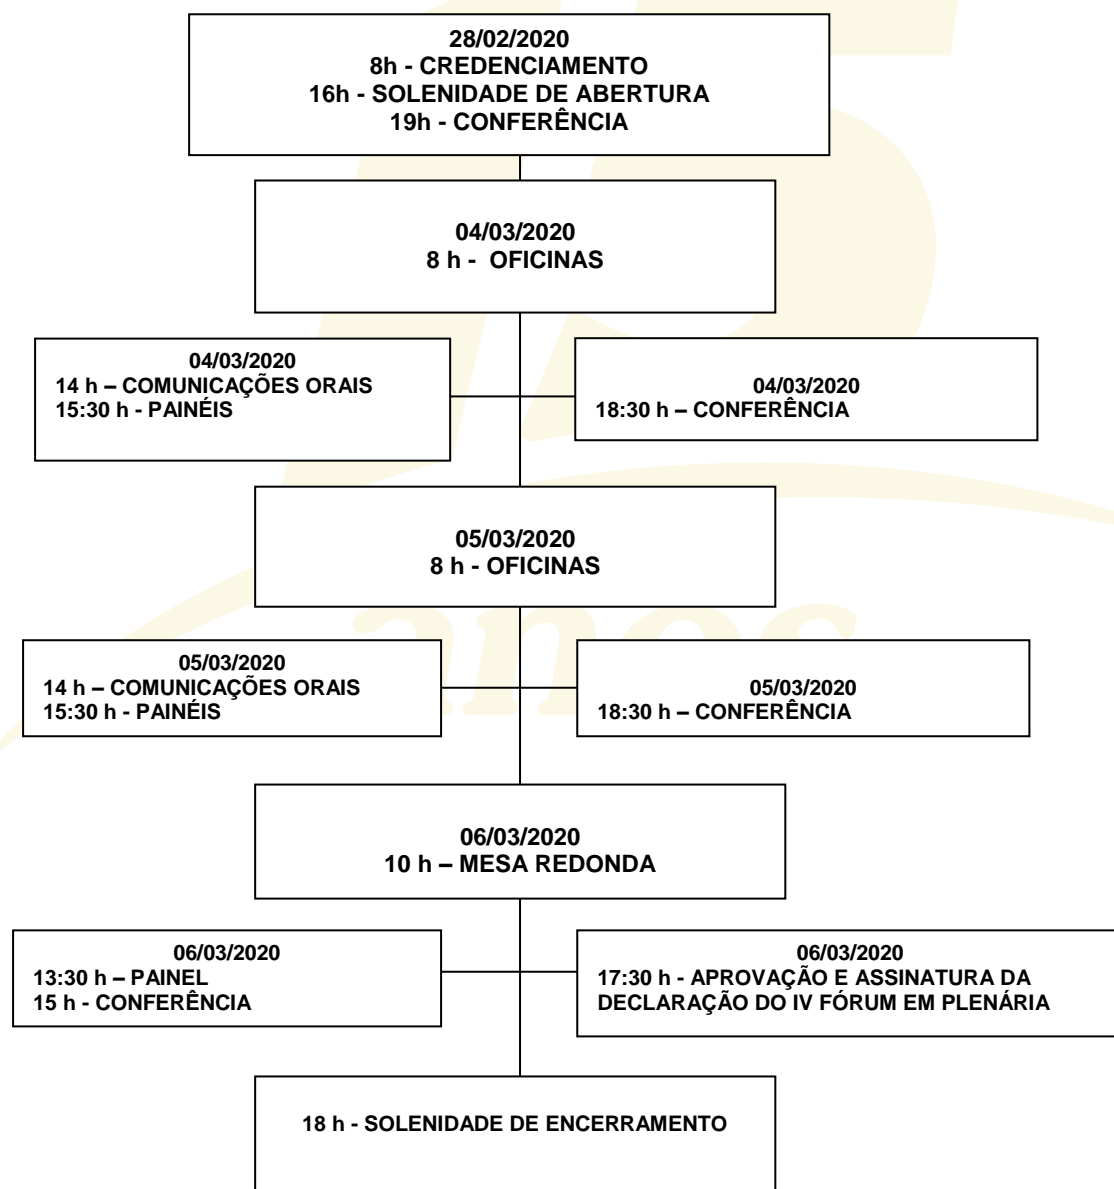 28/02/2020
8h - CREDENCIAMENTO
16h - SOLENIDADE DE ABERTURA
19h - CONFERÊNCIA
04/03/2020
8 h - OFICINAS
04/03/2020
14 h – COMUNICAÇÕES ORAIS
15:30 h - PAINÉIS
04/03/2020
18:30 h – CONFERÊNCIA
05/03/2020
8 h - OFICINAS
05/03/2020
14 h – COMUNICAÇÕES ORAIS
15:30 h - PAINÉIS
05/03/2020
18:30 h – CONFERÊNCIA
06/03/2020
10 h – MESA REDONDA
06/03/2020
13:30 h – PAINEL
15 h - CONFERÊNCIA
06/03/2020
17:30 h - APROVAÇÃO E ASSINATURA DA
DECLARAÇÃO DO IV FÓRUM EM PLENÁRIA
18 h - SOLENIDADE DE ENCERRAMENTO
15
anos